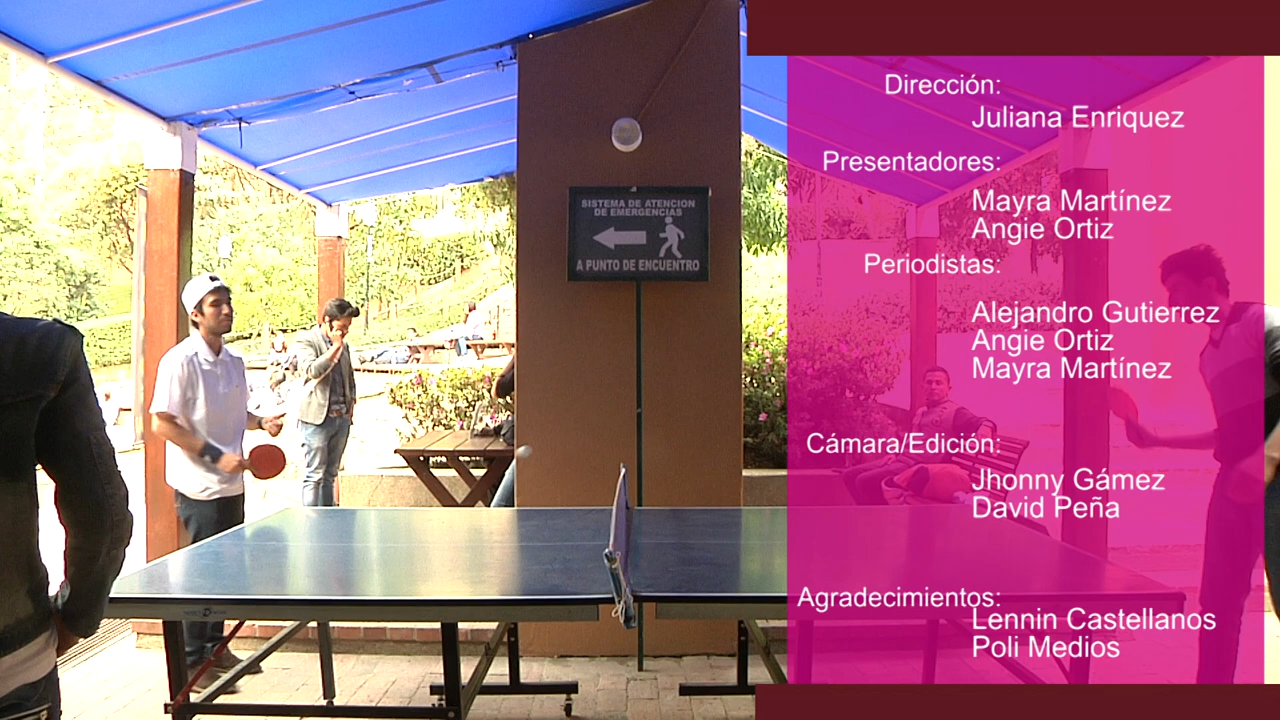 SISTEMA DE ATENCION
DE EMERGENCIAS
A PUNTO DE ENCUENTRO
Dirección:
Juliana Enriquez
Presentadores:
Mayra Martínez
Angie Ortiz
Periodistas:
Alejandro Gutierrez
Angie Ortiz
Mayra Martínez
Cámara/Edición:
Jhonny Gámez
David Peña
Agradecimientos:
Lennin Castellanos
Poli Medios